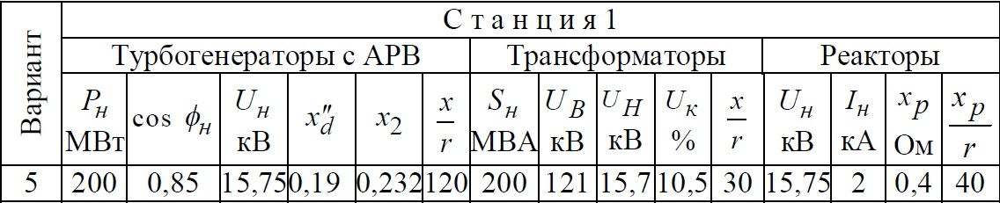 С т а н ц и я 1
Вариант
Турбогенераторы с АРВ Трансформаторы Реакторы
Pн МВт cos ϕн Uн кВ x″d x2 x/r Sн МВА UВ кВ UН кВ Uк % x/r Uн кВ Iн кА xр Ом xр/r
5 200 0,85 15,75 0,19 0,232 120 200 121 15,7 10,5 30 15,75 2 0,4 40